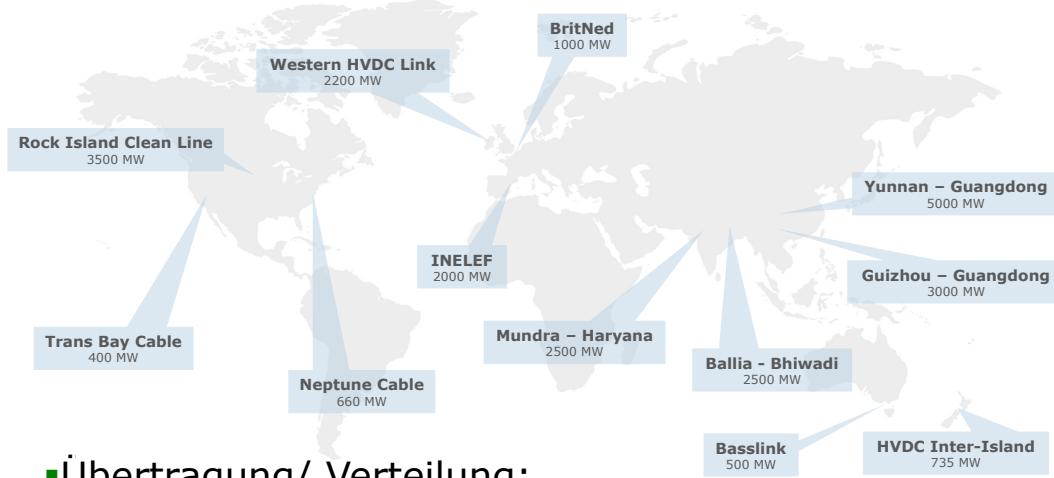 BritNed
1000 MW
Western HVDC Link
2200 MW
Rock Island Clean Line
3500 MW
Yunnan – Guangdong
5000 MW
INELEF
2000 MW
Guizhou – Guangdong
3000 MW
Trans Bay Cable
400 MW
Mundra – Haryana
2500 MW
Ballia - Bhiwadi
2500 MW
Neptune Cable
660 MW
Basslink
500 MW
HVDC Inter-Island
735 MW
▪Übertragung/ Verteilung: